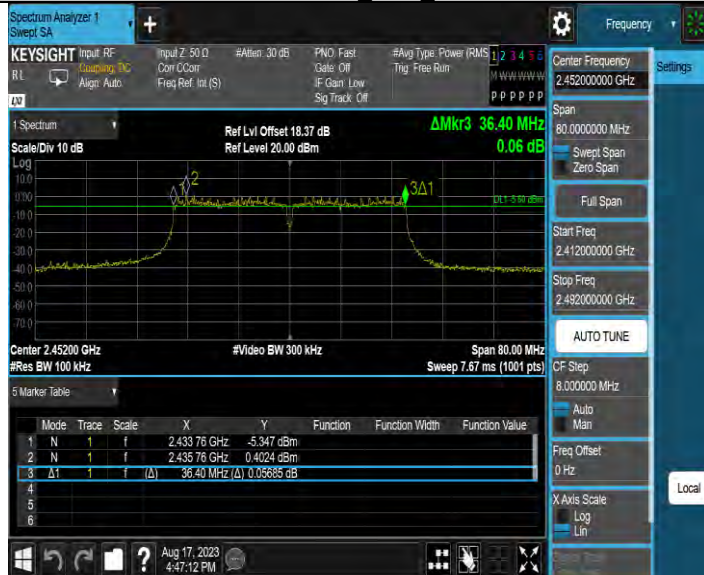 Spectrum Analyzer 1
Swept SA
Frequency
KEYSIGHT Input: RF
R L
Coupling: DC
Align: Auto
Input Z: 50 Ω
Corr CCorr
Freq Ref: Int (S)
#Atten: 30 dB
PNO: Fast
Gate: Off
IF Gain: Low
Sig Track: Off
#Avg Type: Power (RMS
Trig: Free Run
1 2 3 4 5 6
M W W W W W
P P P P P P
LXI
1 Spectrum
Scale/Div 10 dB
Ref Lvl Offset 18.37 dB
Ref Level 20.00 dBm
ΔMkr3 36.40 MHz
0.06 dB
Log
10.0
0.00
-10.0
-20.0
-30.0
-40.0
-50.0
-60.0
-70.0
2
3Δ1
DL1 -5.60 dBm
Center 2.45200 GHz
#Res BW 100 kHz
#Video BW 300 kHz
Span 80.00 MHz
Sweep 7.67 ms (1001 pts)
5 Marker Table
Mode Trace Scale X Y Function Function Width Function Value
1 N 1 f 2.433 76 GHz -5.347 dBm
2 N 1 f 2.435 76 GHz 0.4024 dBm
3 Δ1 1 f (Δ) 36.40 MHz (Δ) 0.05685 dB
4
5
6
?
Aug 17, 2023
4:47:12 PM
Center Frequency
2.452000000 GHz
Settings
Span
80.0000000 MHz
Swept Span
Zero Span
Full Span
Start Freq
2.412000000 GHz
Stop Freq
2.492000000 GHz
AUTO TUNE
CF Step
8.000000 MHz
Auto
Man
Freq Offset
0 Hz
X Axis Scale
Log
Lin
Local